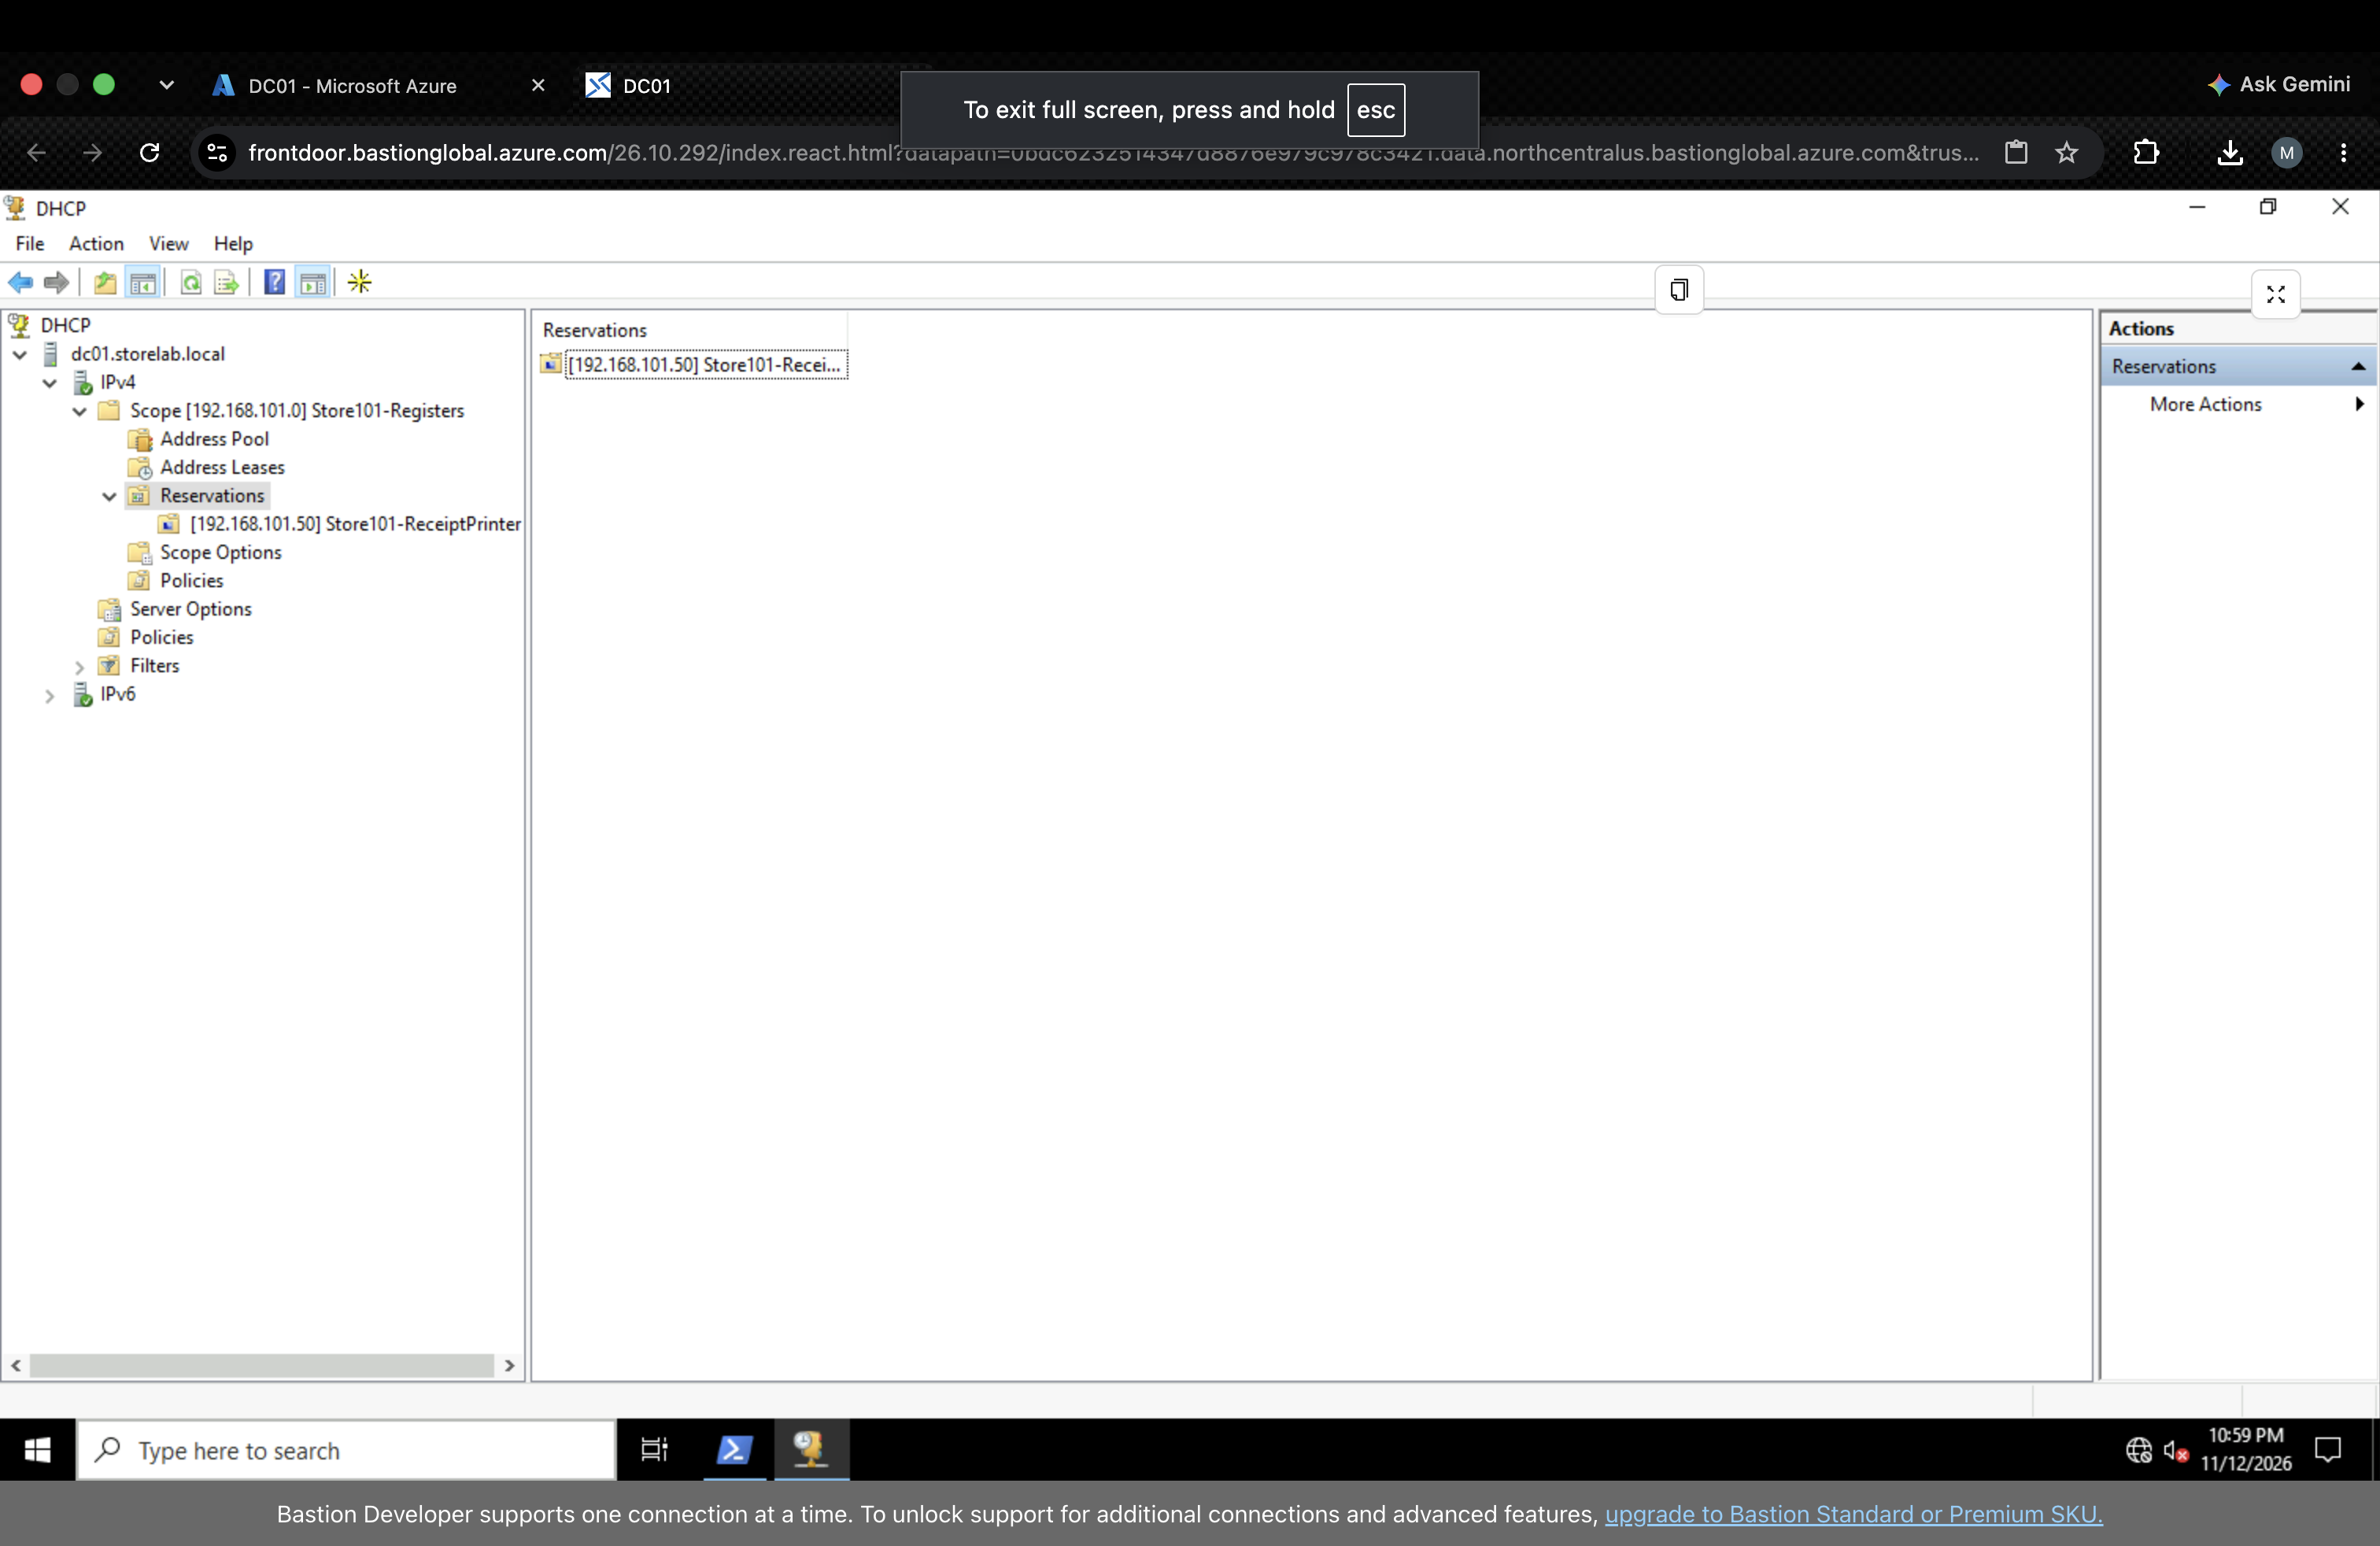 DC01 - Microsoft Azure
DC01
Ask Gemini
To exit full screen, press and hold esc
frontdoor.bastionglobal.azure.com/26.10.292/index.react.html?datapath=0bdc6232514347d8876e979c978c3421.data.northcentralus.bastionglobal.azure.com&trus...
M
DHCP
File Action View Help
DHCP
dc01.storelab.local
IPv4
Scope [192.168.101.0] Store101-Registers
Address Pool
Address Leases
Reservations
[192.168.101.50] Store101-ReceiptPrinter
Scope Options
Policies
Server Options
Policies
Filters
IPv6
Reservations
[192.168.101.50] Store101-Recei...
Actions
Reservations
More Actions
Type here to search
10:59 PM
11/12/2026
Bastion Developer supports one connection at a time. To unlock support for additional connections and advanced features, upgrade to Bastion Standard or Premium SKU.